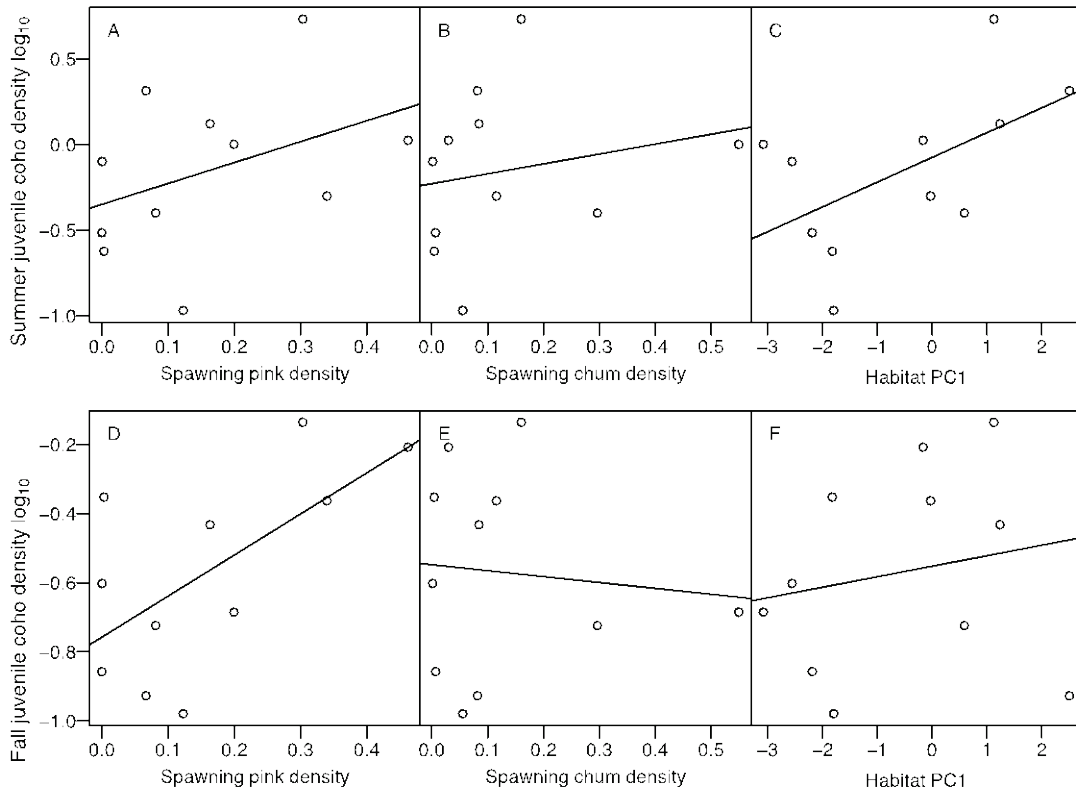 Summer juvenile coho density log10
A
B
C
0.5
0.0
−0.5
−1.0
0.0 0.1 0.2 0.3 0.4
0.0 0.1 0.2 0.3 0.4 0.5
−3 −2 −1 0 1 2
Spawning pink density
Spawning chum density
Habitat PC1
Fall juvenile coho density log10
D
E
F
−0.2
−0.4
−0.6
−0.8
−1.0
0.0 0.1 0.2 0.3 0.4
0.0 0.1 0.2 0.3 0.4 0.5
−3 −2 −1 0 1 2
Spawning pink density
Spawning chum density
Habitat PC1